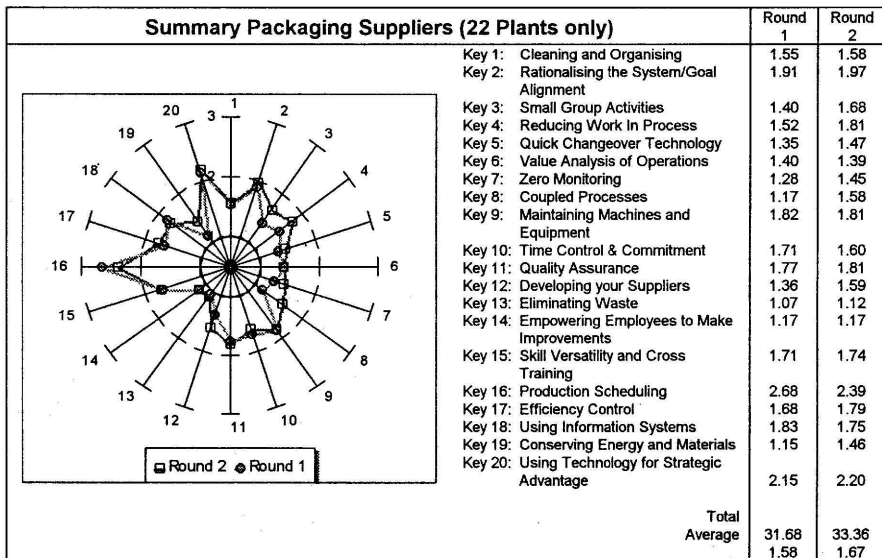 Summary Packaging Suppliers (22 Plants only)
Round 1
Round 2
Key 1: Cleaning and Organising 1.55 1.58
Key 2: Rationalising the System/Goal
Alignment 1.91 1.97
Key 3: Small Group Activities 1.40 1.68
Key 4: Reducing Work In Process 1.52 1.81
Key 5: Quick Changeover Technology 1.35 1.47
Key 6: Value Analysis of Operations 1.40 1.39
Key 7: Zero Monitoring 1.28 1.45
Key 8: Coupled Processes 1.17 1.58
Key 9: Maintaining Machines and
Equipment 1.82 1.81
Key 10: Time Control & Commitment 1.71 1.60
Key 11: Quality Assurance 1.77 1.81
Key 12: Developing your Suppliers 1.36 1.59
Key 13: Eliminating Waste 1.07 1.12
Key 14: Empowering Employees to Make
Improvements 1.17 1.17
Key 15: Skill Versatility and Cross
Training 1.71 1.74
Key 16: Production Scheduling 2.68 2.39
Key 17: Efficiency Control 1.68 1.79
Key 18: Using Information Systems 1.83 1.75
Key 19: Conserving Energy and Materials 1.15 1.46
Key 20: Using Technology for Strategic
Advantage 2.15 2.20
Total
Average 31.68 33.36
1.58 1.67
1
2
3
4
5
6
7
8
9
10
11
12
13
14
15
16
17
18
19
20
3
2
Round 2 Round 1